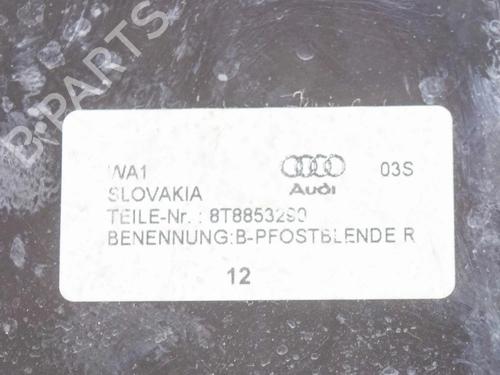 B-PARTS
WA1
Audi
03S
SLOVAKIA
TEILE-Nr. : 8T8853290
BENENNUNG:B-PFOSTBLENDE R
12